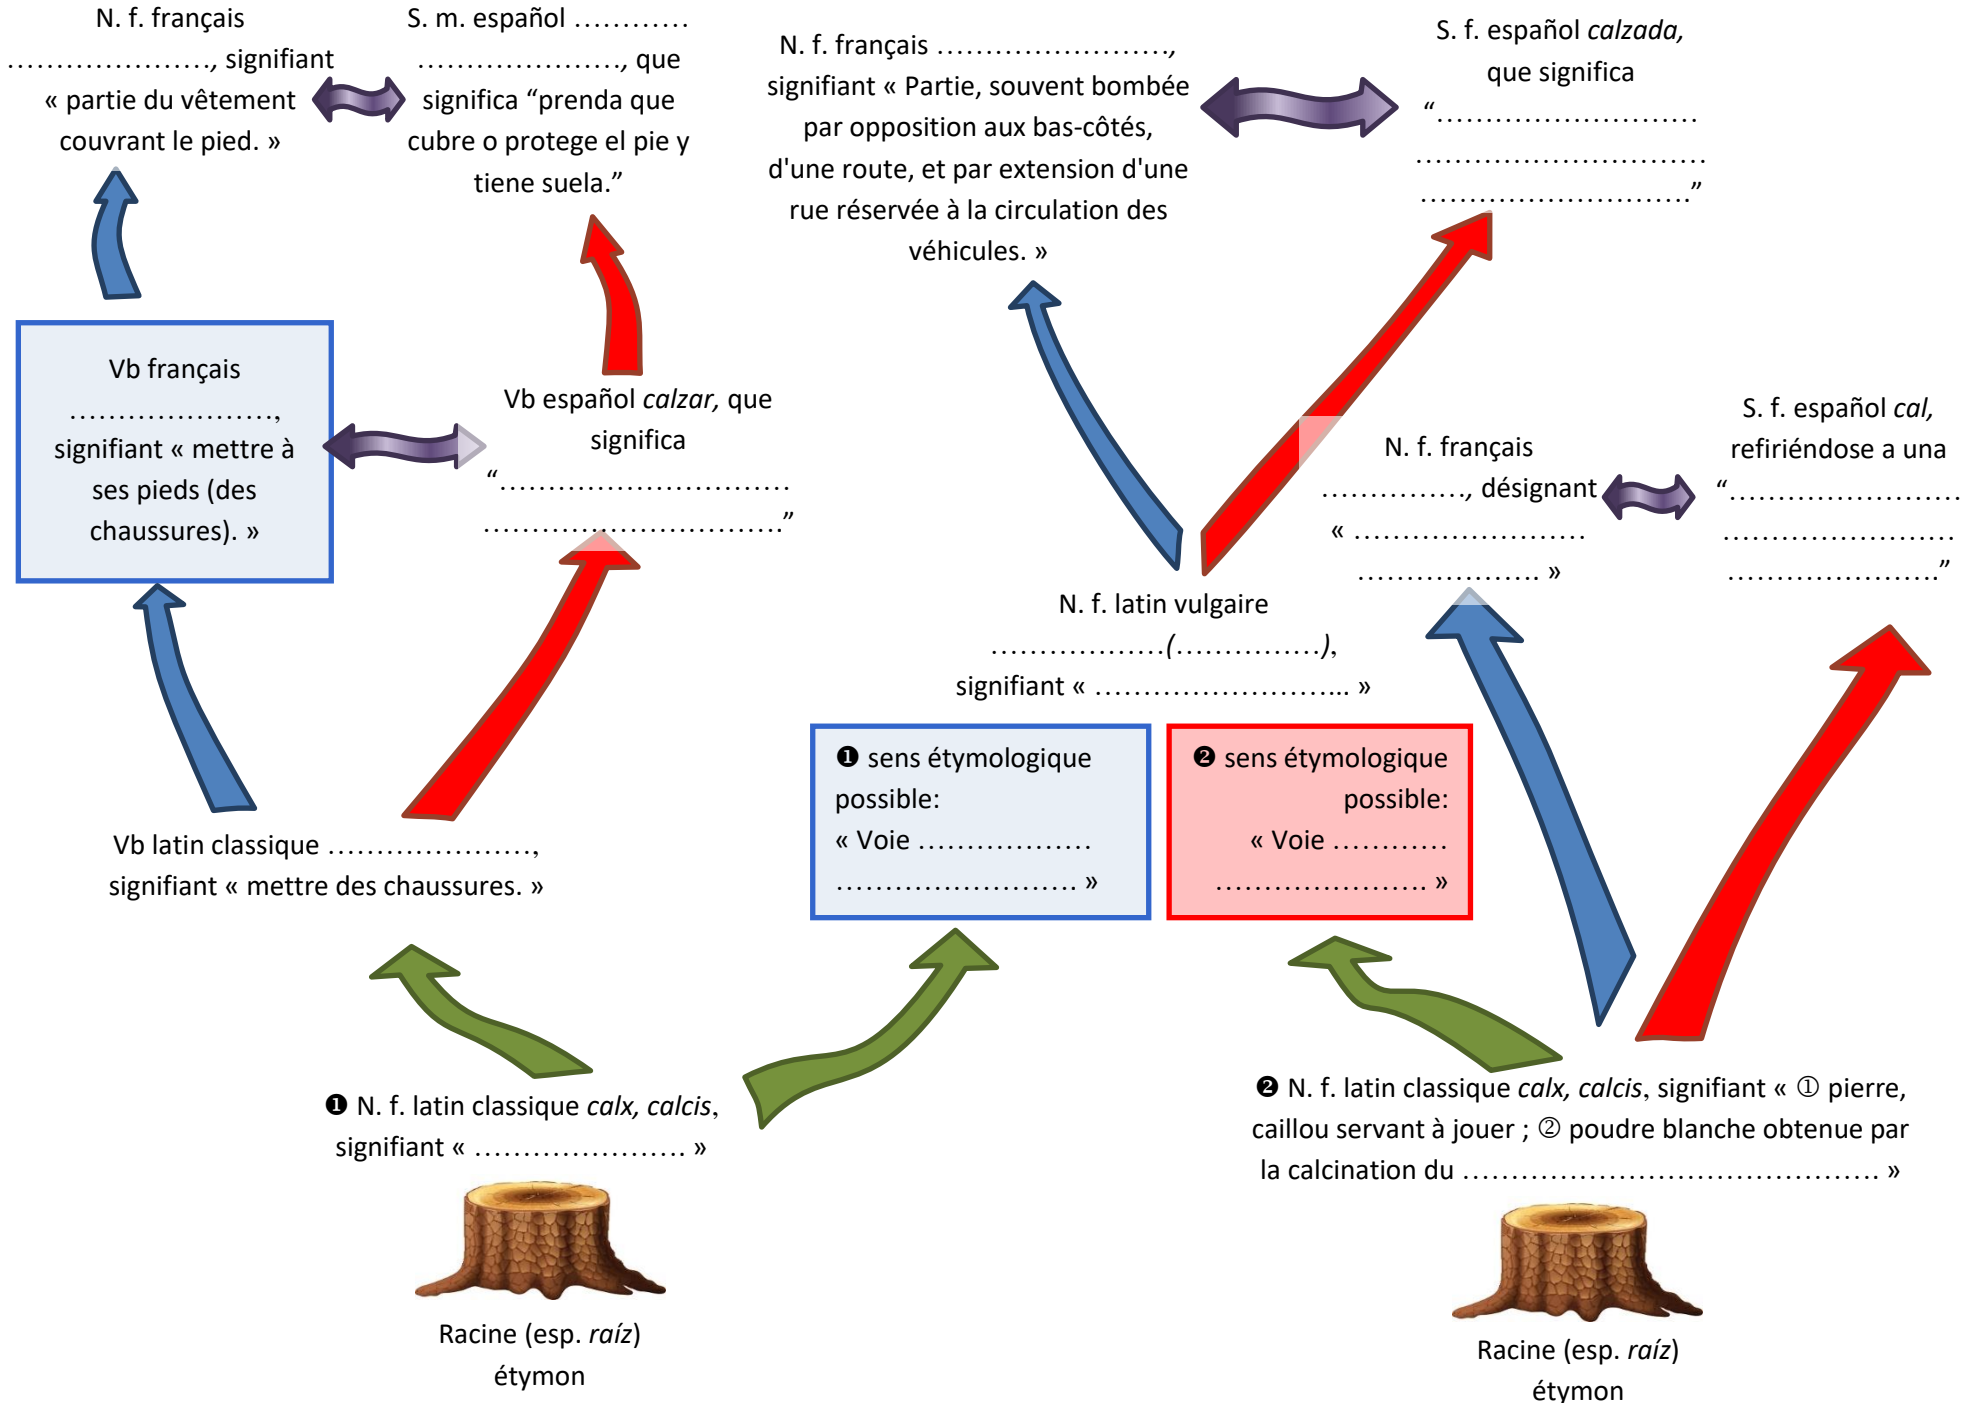 N. f. français
…………………, signifiant
« partie du vêtement
couvrant le pied. »
S. m. español …………
…………………, que
significa “prenda que
cubre o protege el pie y
tiene suela.”
N. f. français ……………………,
signifiant « Partie, souvent bombée
par opposition aux bas-côtés,
d'une route, et par extension d'une
rue réservée à la circulation des
véhicules. »
S. f. español calzada,
que significa
“………………………
…………………………
……………………….”
Vb français
…………………,
signifiant « mettre à
ses pieds (des
chaussures). »
Vb español calzar, que
significa
“…………………………
………………………….”
N. f. français
……………, désignant
« ………………………
………………. »
S. f. español cal,
refiriéndose a una
“……………………
……………………
………………….”
N. f. latin vulgaire
………………(……………),
signifiant « ……………………... »
❶ sens étymologique
possible:
« Voie ………………
……………………. »
❷ sens étymologique
possible:
« Voie …………
…………………. »
Vb latin classique …………………,
signifiant « mettre des chaussures. »
❶ N. f. latin classique calx, calcis,
signifiant « …………………. »
❷ N. f. latin classique calx, calcis, signifiant « ① pierre,
caillou servant à jouer ; ② poudre blanche obtenue par
la calcination du ……………………………………. »
Racine (esp. raíz)
étymon
Racine (esp. raíz)
étymon